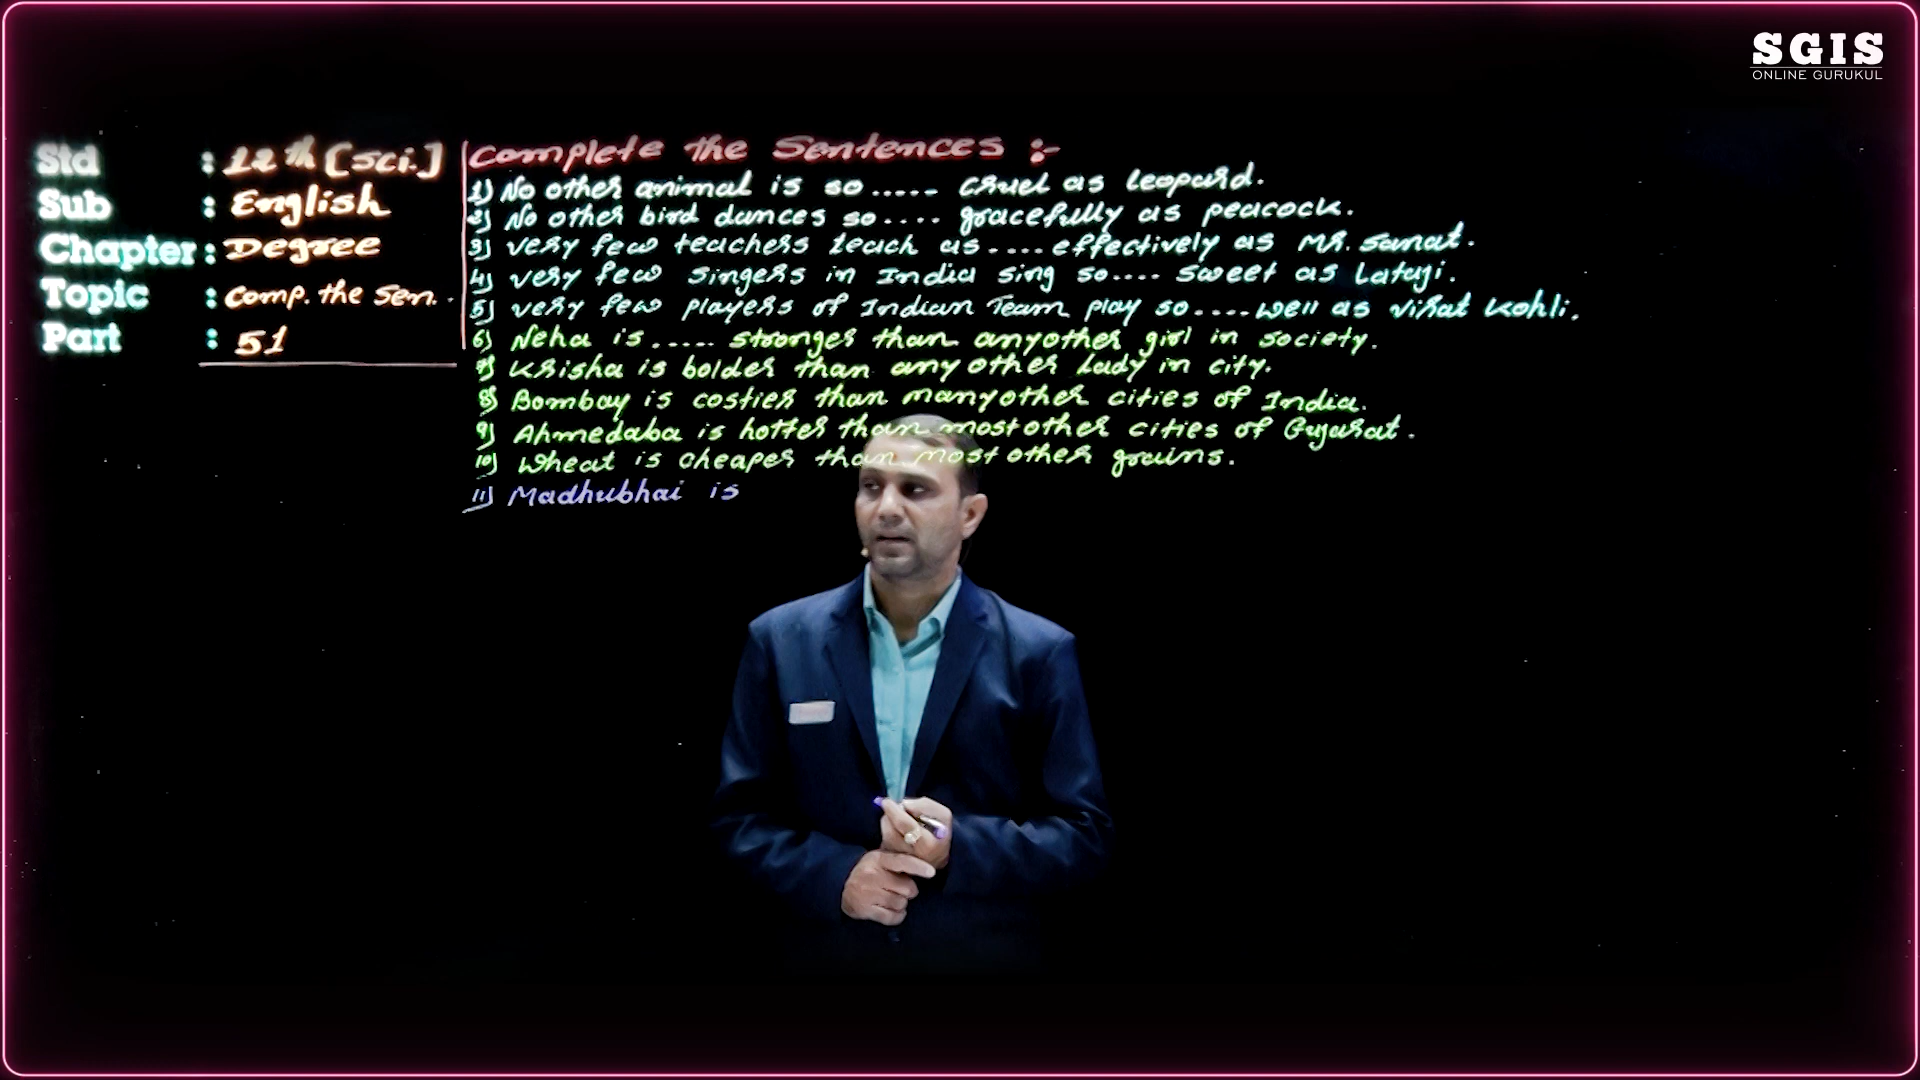 SGIS
ONLINE GURUKUL
Std : 12th [Sci.]
Sub : English
Chapter : Degree
Topic : Comp. the Sen.
Part : 51
Complete the Sentences :-
1) No other animal is so ..... cruel as leopard.
2) No other bird dances so .... gracefully as peacock.
3) very few teachers teach as .... effectively as MR. Sanat.
4) very few singers in India sing so .... sweet as Lataji.
5) very few players of Indian Team play so .... well as virat kohli.
6) Neha is ..... stronger than anyother girl in society.
7) Krisha is bolder than any other Lady in city.
8) Bombay is costier than manyother cities of India.
9) Ahmedaba is hotter than most other cities of Gujarat.
10) Wheat is cheaper than most other grains.
11) Madhubhai is